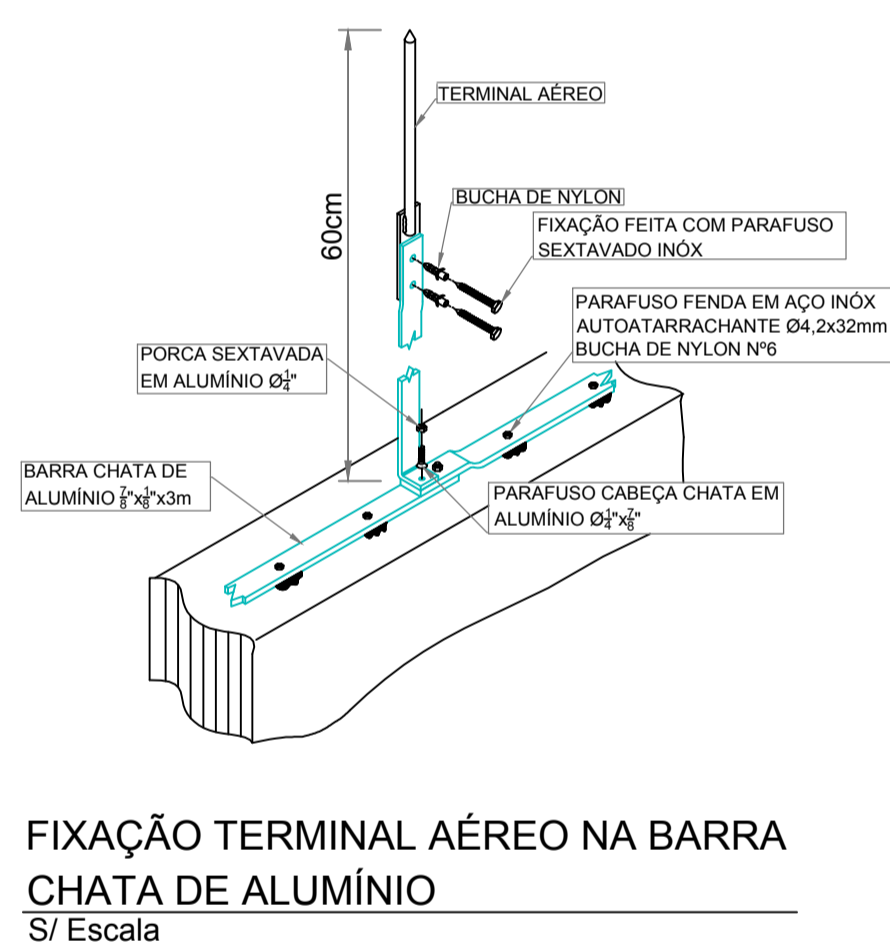 TERMINAL AÉREO
BUCHA DE NYLON
FIXAÇÃO FEITA COM PARAFUSO
SEXTAVADO INÓX
60cm
PARAFUSO FENDA EM AÇO INÓX
AUTOATARRACHANTE Ø4,2x32mm
BUCHA DE NYLON Nº6
PORCA SEXTAVADA
EM ALUMÍNIO Ø1/4"
BARRA CHATA DE
ALUMÍNIO 7/8"x1/8"x3m
PARAFUSO CABEÇA CHATA EM
ALUMÍNIO Ø1/4"x7/8"
FIXAÇÃO TERMINAL AÉREO NA BARRA
CHATA DE ALUMÍNIO
S/ Escala